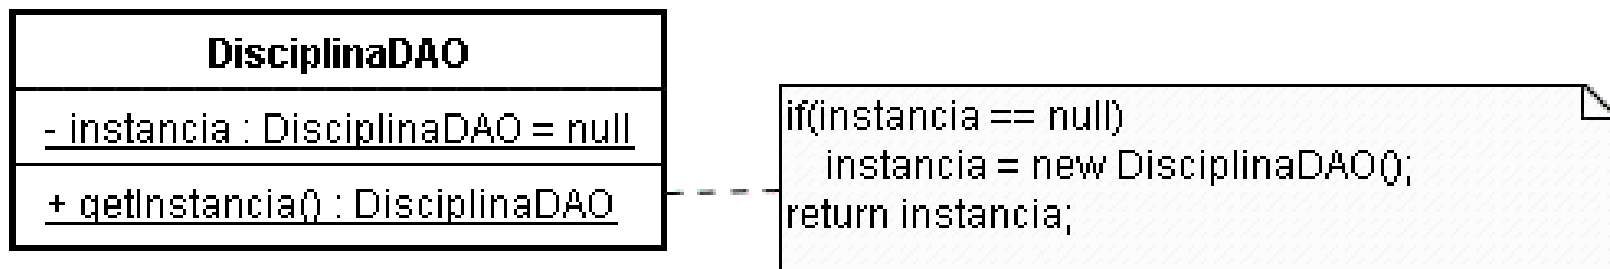 DisciplinaDAO
- instancia : DisciplinaDAO = null
+ getInstancia() : DisciplinaDAO
if(instancia == null)
instancia = new DisciplinaDAO();
return instancia;